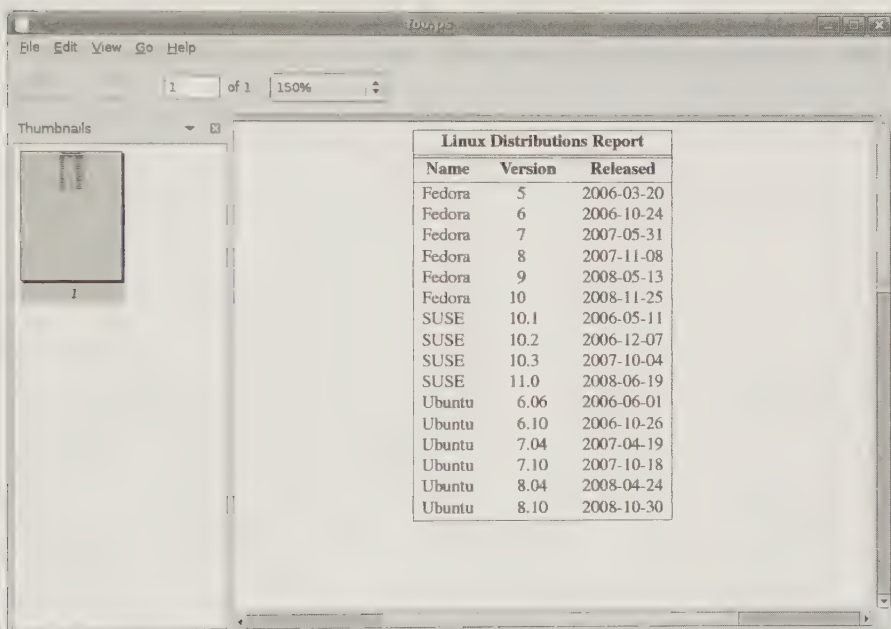 foo.ps
File Edit View Go Help
1 of 1 150%
Thumbnails
1
Linux Distributions Report
Name Version Released
Fedora 5 2006-03-20
Fedora 6 2006-10-24
Fedora 7 2007-05-31
Fedora 8 2007-11-08
Fedora 9 2008-05-13
Fedora 10 2008-11-25
SUSE 10.1 2006-05-11
SUSE 10.2 2006-12-07
SUSE 10.3 2007-10-04
SUSE 11.0 2008-06-19
Ubuntu 6.06 2006-06-01
Ubuntu 6.10 2006-10-26
Ubuntu 7.04 2007-04-19
Ubuntu 7.10 2007-10-18
Ubuntu 8.04 2008-04-24
Ubuntu 8.10 2008-10-30